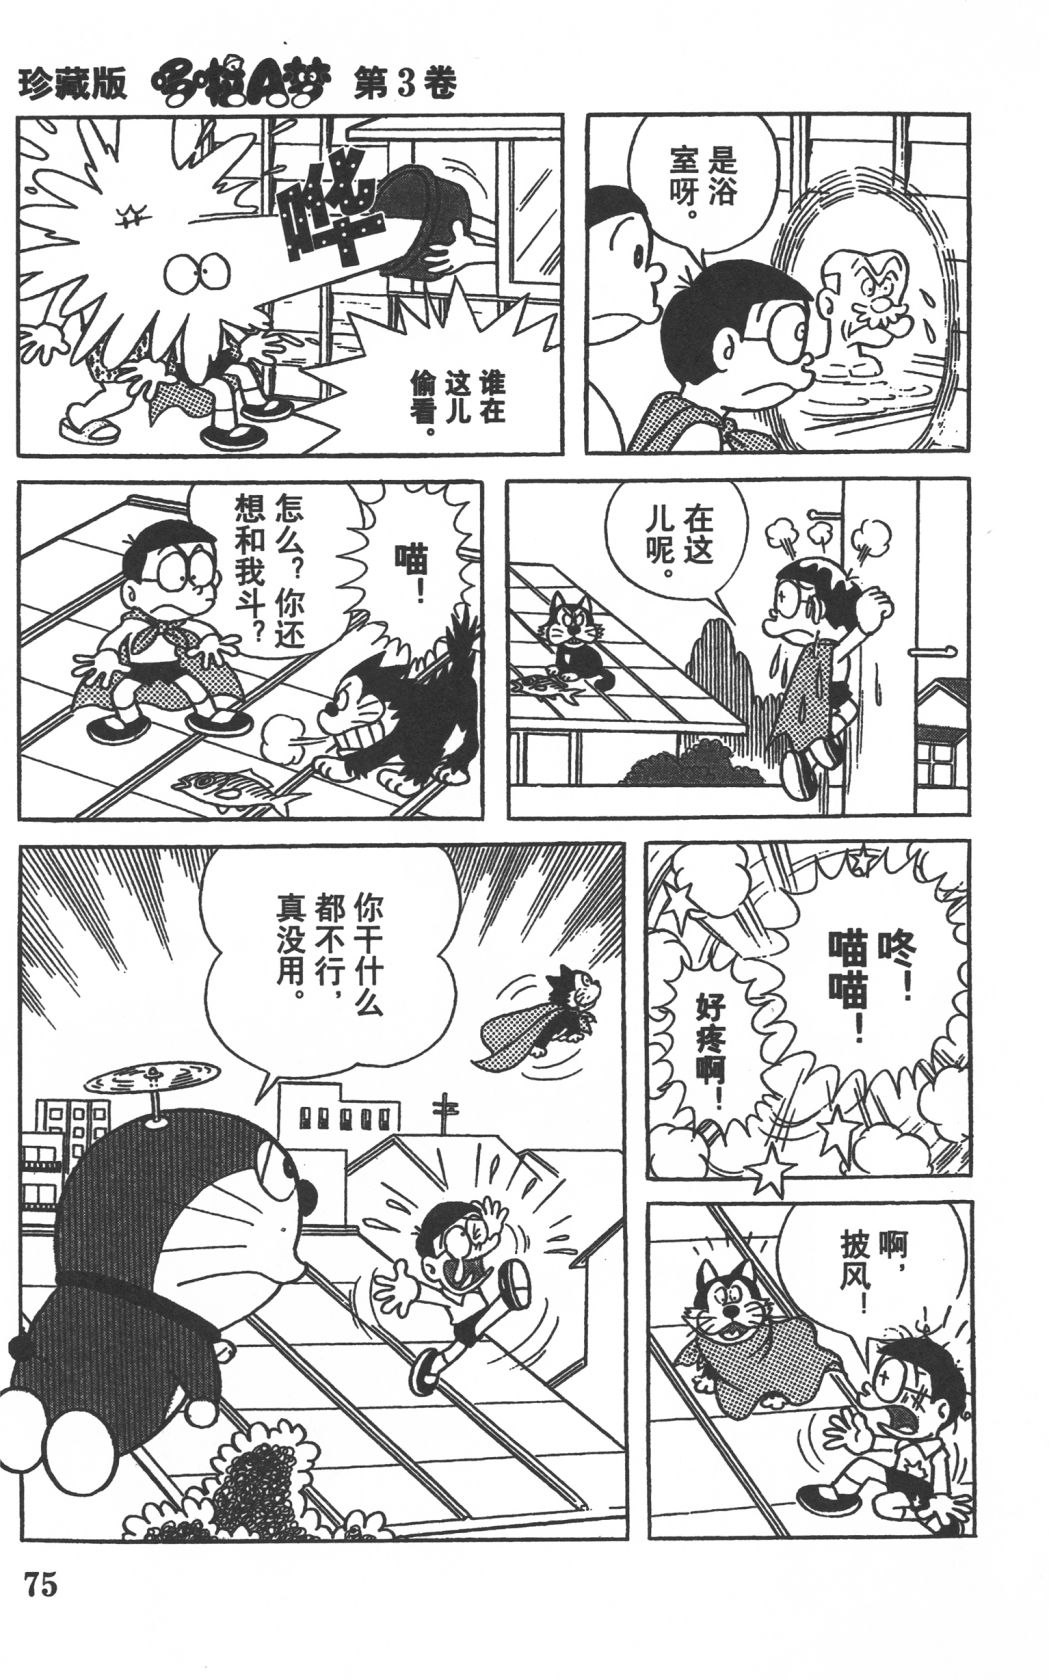 珍藏版 哆啦A梦 第3卷
是浴
室呀。
哗
谁在
这儿
偷看。
在这
儿呢。
喵！
怎么？你还
想和我斗？
咚！
喵喵！
好疼啊！
啊，
披风！
你干什么
都不行，
真没用。
75